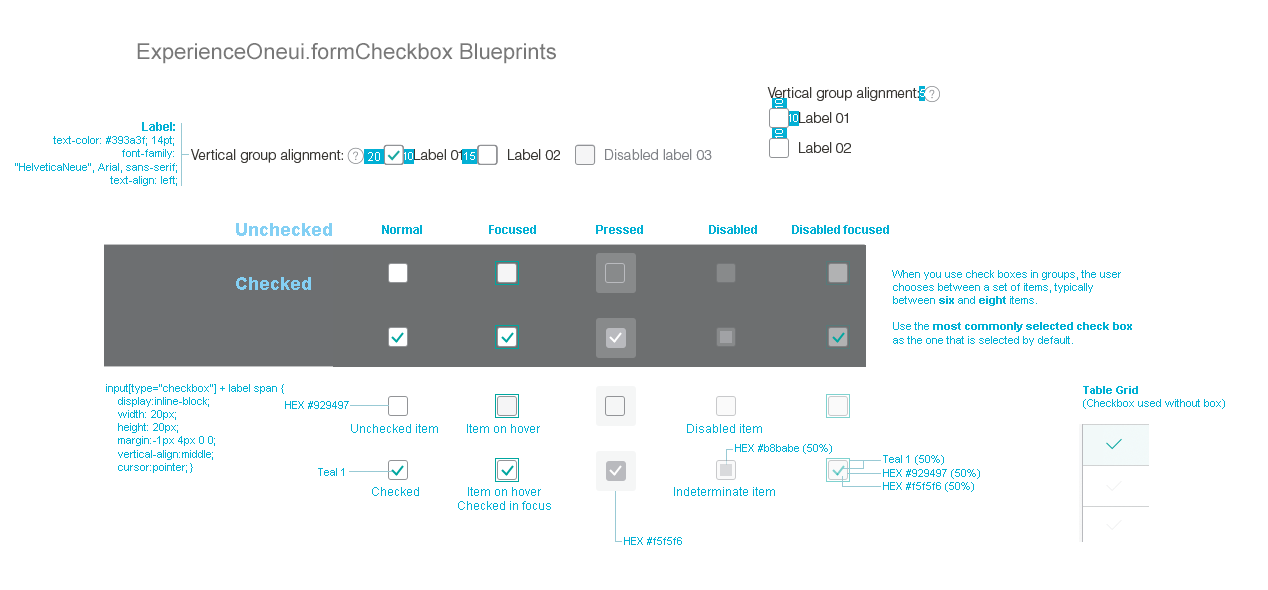 ExperienceOneui.formCheckbox Blueprints
Vertical group alignment: 5 ?
10
10 Label 01
10
Label 02
Label:
text-color: #393a3f; 14pt;
font-family:
"HelveticaNeue", Arial, sans-serif;
text-align: left;
Vertical group alignment: ? 20 10 Label 01 15 Label 02 Disabled label 03
Unchecked Normal Focused Pressed Disabled Disabled focused
Checked
When you use check boxes in groups, the user
chooses between a set of items, typically
between six and eight items.
Use the most commonly selected check box
as the one that is selected by default.
input[type="checkbox"] + label span {
display:inline-block;
width: 20px;
height: 20px;
margin:-1px 4px 0 0;
vertical-align:middle;
cursor:pointer; }
HEX #929497
Unchecked item Item on hover Disabled item
HEX #b8babe (50%)
Teal 1
Checked Item on hover
Checked in focus
Indeterminate item
Teal 1 (50%)
HEX #929497 (50%)
HEX #f5f5f6 (50%)
HEX #f5f5f6
Table Grid
(Checkbox used without box)